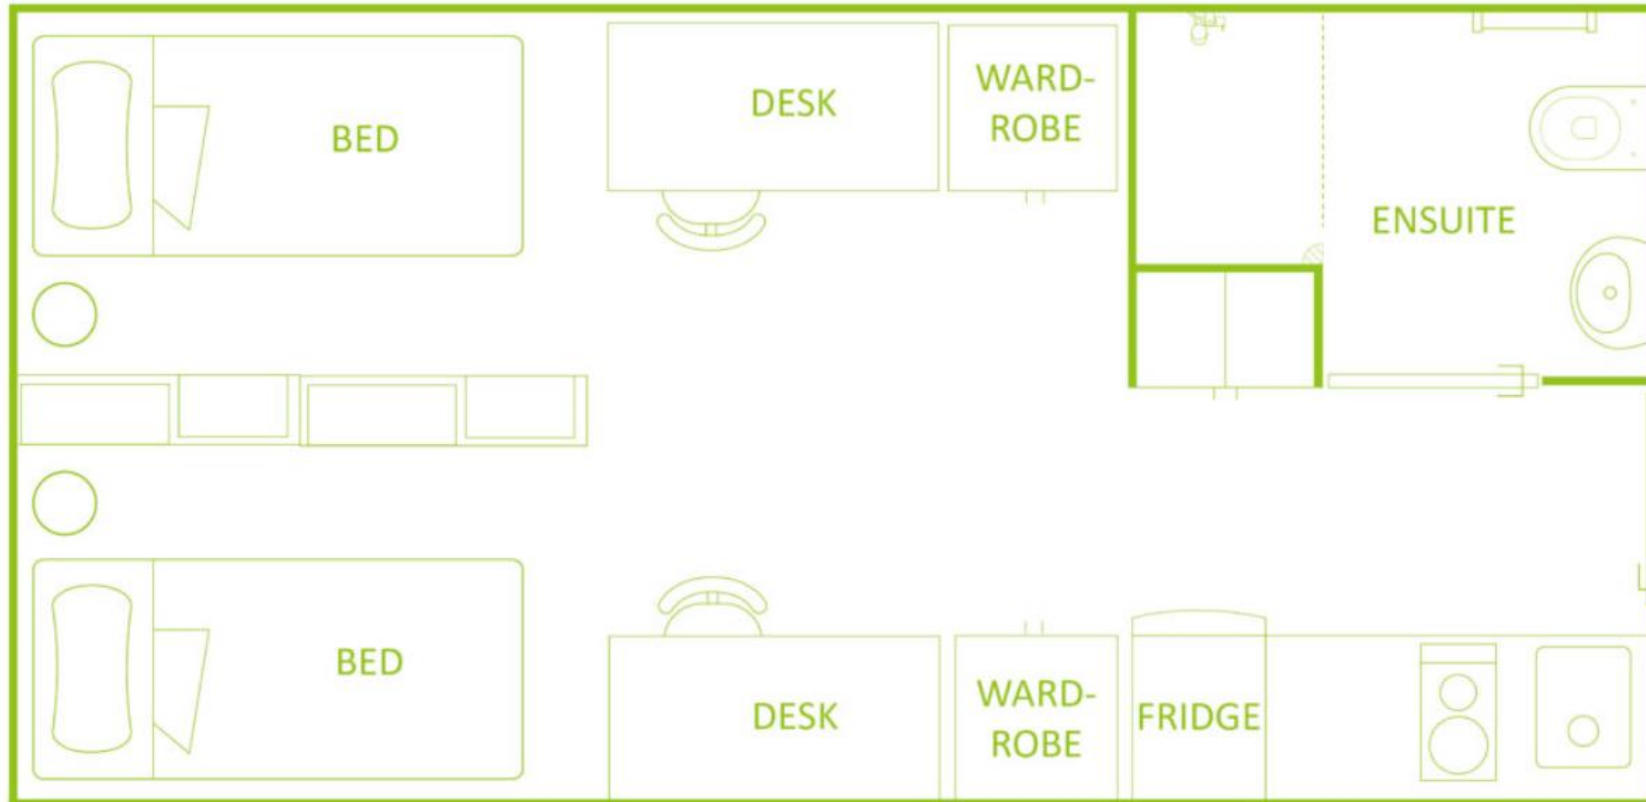 BED
DESK
WARD-
ROBE
ENSUITE
BED
DESK
WARD-
ROBE
FRIDGE